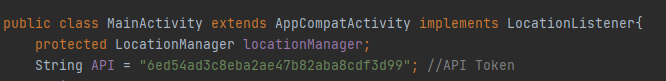 public class MainActivity extends AppCompatActivity implements LocationListener{
protected LocationManager locationManager;
String API = "6ed54ad3c8eba2ae47b82aba8cdf3d99"; //API Token